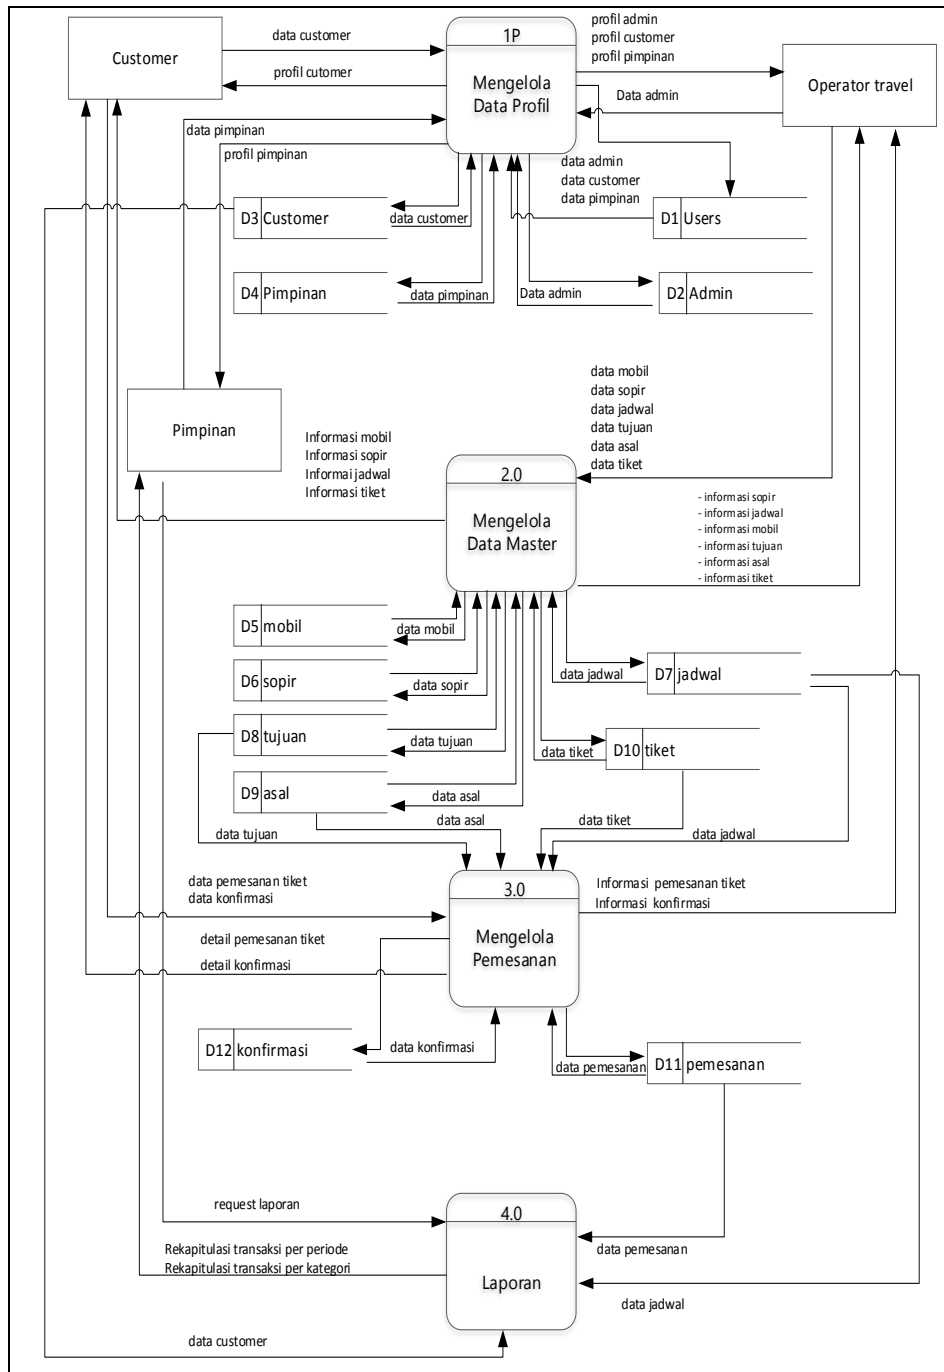 1P
profil admin
data customer
profil customer
profil pimpinan
Customer
Mengelola
Data Profil
Operator travel
profil cutomer
Data admin
data pimpinan
profil pimpinan
data admin
data customer
data pimpinan
D3 Customer
data customer
D1 Users
D4 Pimpinan
data pimpinan
Data admin
D2 Admin
data mobil
data sopir
data jadwal
data tujuan
data asal
data tiket
Pimpinan
Informasi mobil
Informasi sopir
Informai jadwal
Informasi tiket
2.0
Mengelola
Data Master
- informasi sopir
- informasi jadwal
- informasi mobil
- informasi tujuan
- informasi asal
- informasi tiket
D5 mobil
data mobil
D6 sopir
data sopir
data jadwal
D7 jadwal
D8 tujuan
data tujuan
data tiket
D10 tiket
D9 asal
data asal
data tujuan
data asal
data tiket
data jadwal
data pemesanan tiket
data konfirmasi
3.0
Informasi pemesanan tiket
Informasi konfirmasi
detail pemesanan tiket
Mengelola
Pemesanan
detail konfirmasi
D12 konfirmasi
data konfirmasi
data pemesanan
D11 pemesanan
request laporan
4.0
Rekapitulasi transaksi per periode
Rekapitulasi transaksi per kategori
data pemesanan
Laporan
data jadwal
data customer